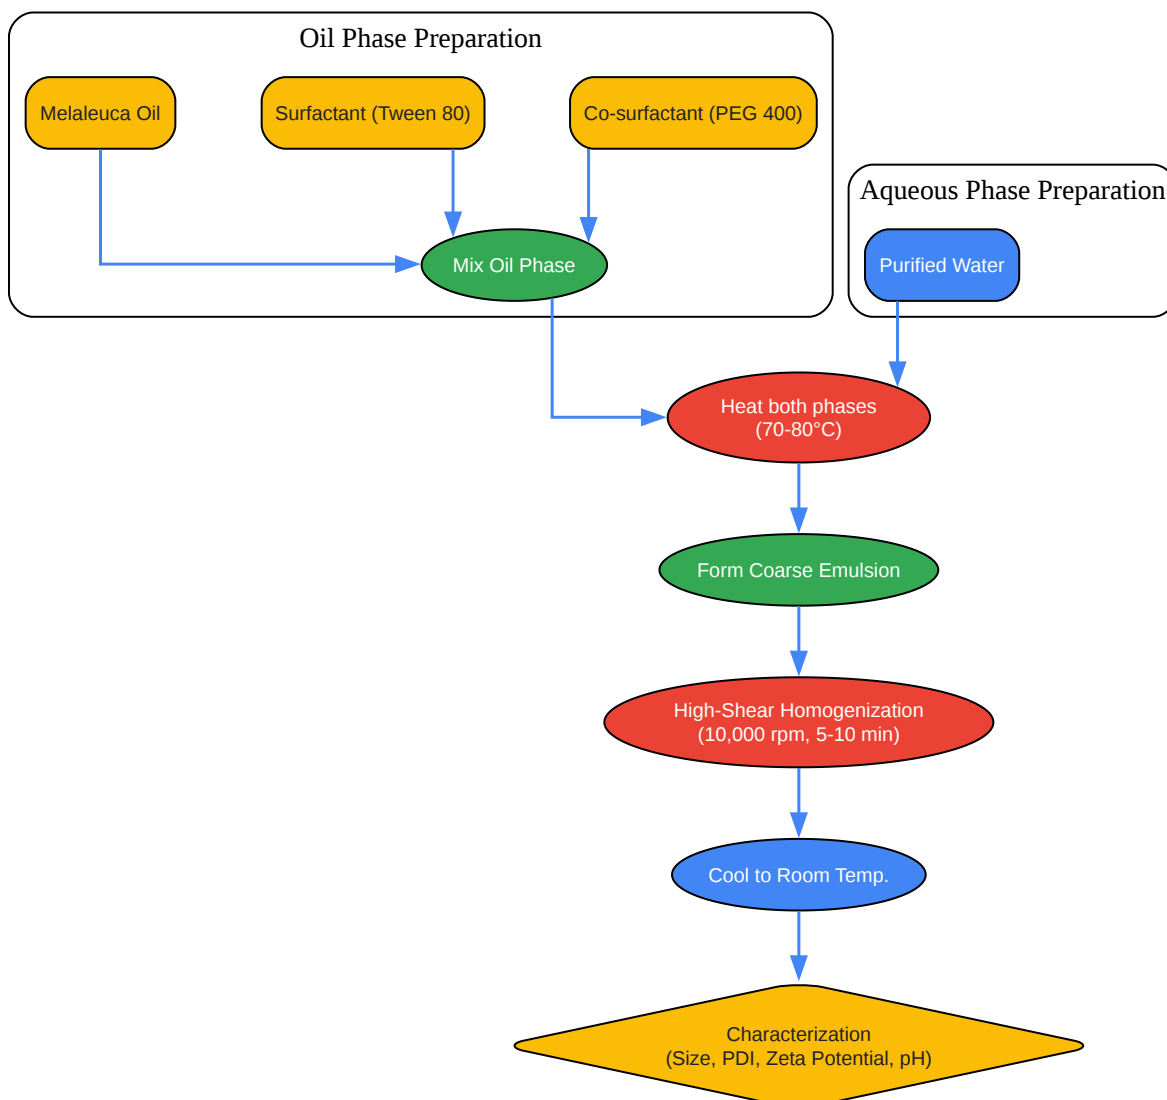 Oil Phase Preparation
Melaleuca Oil
Surfactant (Tween 80)
Co-surfactant (PEG 400)
Aqueous Phase Preparation
Mix Oil Phase
Purified Water
Heat both phases
(70-80°C)
Form Coarse Emulsion
High-Shear Homogenization
(10,000 rpm, 5-10 min)
Cool to Room Temp.
Characterization
(Size, PDI, Zeta Potential, pH)